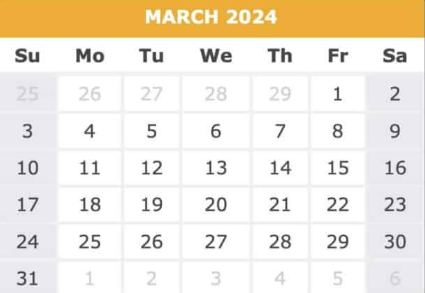 MARCH 2024
Su Mo Tu We Th Fr Sa
25 26 27 28 29 1 2
3 4 5 6 7 8 9
10 11 12 13 14 15 16
17 18 19 20 21 22 23
24 25 26 27 28 29 30
31 1 2 3 4 5 6